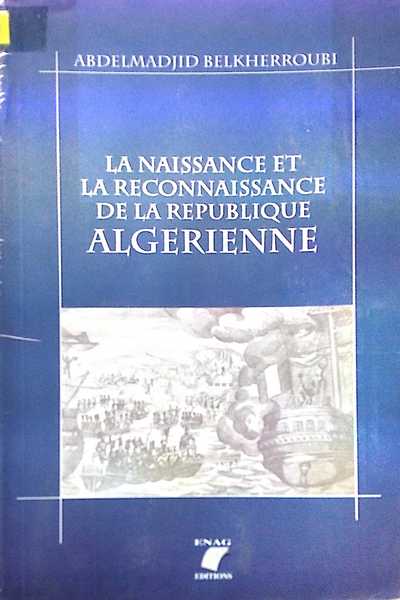 ABDELMADJID BELKHERROUBI
LA NAISSANCE ET
LA RECONNAISSANCE
DE LA REPUBLIQUE
ALGERIENNE
ENAG
EDITIONS